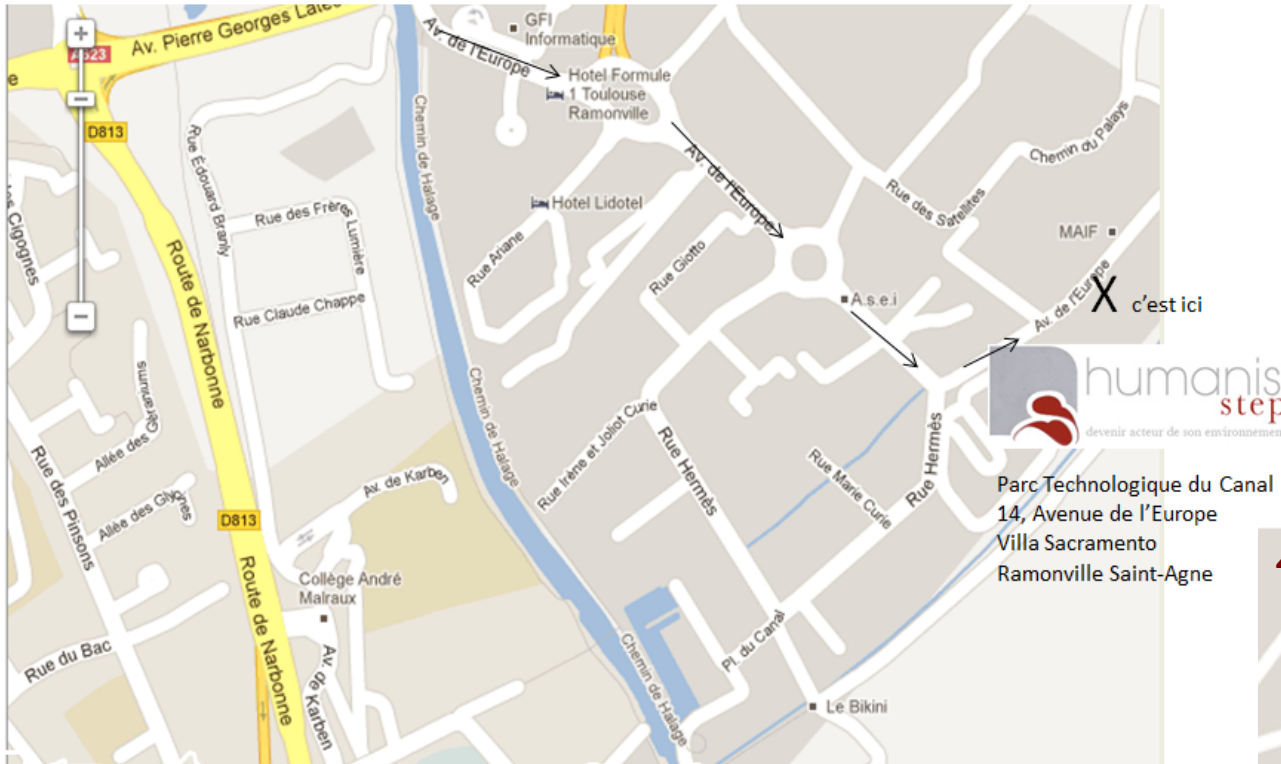 Av. Pierre Georges Latec
A623
e
D813
Av. de l'Europe
GFI
Informatique
Hotel Formule
1 Toulouse
Ramonville
Chemin de Halage
Rue Édouard Branly
Rue des Frères Lumière
Hotel Lidotel
Av. de l'Europe
Chemin du Palays
Rue des Satellites
MAIF
es Cigognes
Route de Narbonne
Rue Claude Chappe
Rue Ariane
Rue Giotto
A.s.e.i
Av. de l'Europe
X c'est ici
humanis
step
devenir acteur de son environnement
Allée des Géraniums
Chemin de Halage
Rue Irène et Joliot Curie
Rue Hermès
Rue Marie Curie
Rue Hermès
Rue des Pinsons
Allée des Glycines
Av. de Karben
D813
Route de Narbonne
Collège André
Malraux
Parc Technologique du Canal
14, Avenue de l'Europe
Villa Sacramento
Ramonville Saint-Agne
Rue du Bac
Av. de Karben
Chemin de Halage
Pl. du Canal
Le Bikini